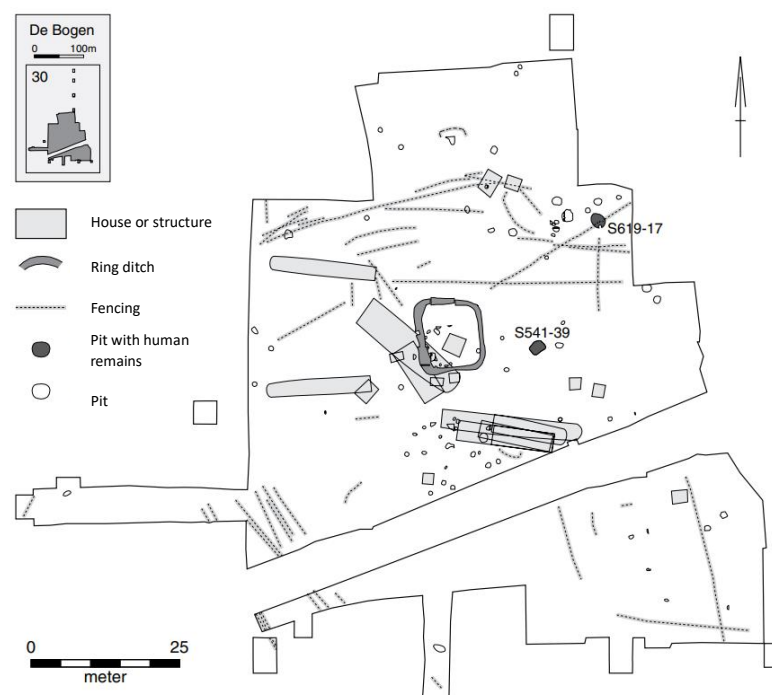 De Bogen
0 100m
30
House or structure
Ring ditch
Fencing
Pit with human
remains
Pit
S619-17
S541-39
0 25
meter